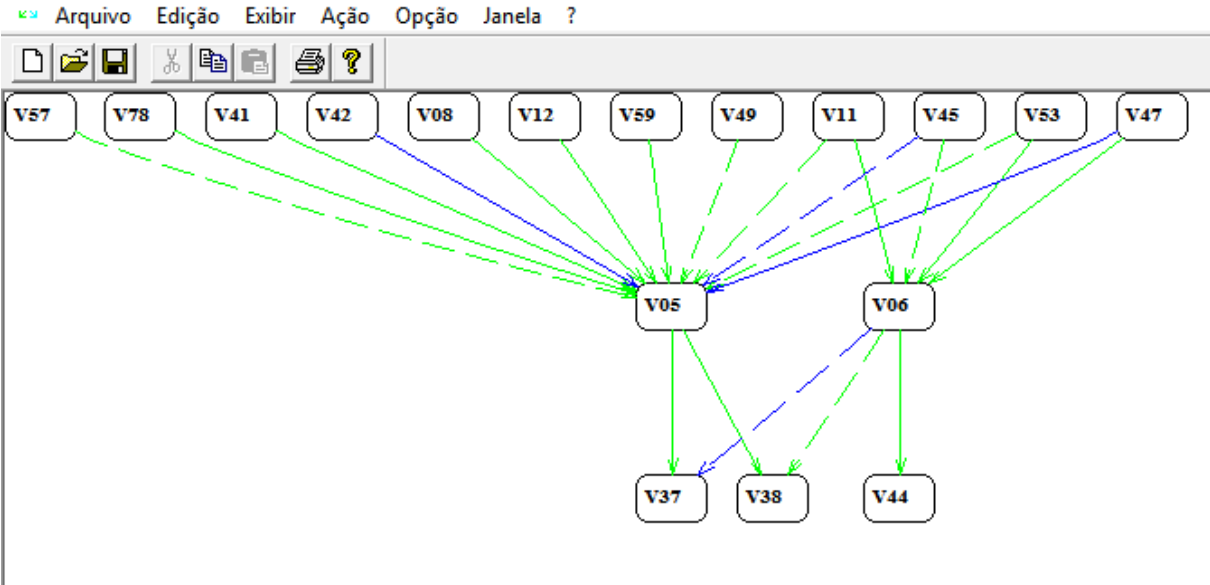 Arquivo Edição Exibir Ação Opção Janela ?
V57 V78 V41 V42 V08 V12 V59 V49 V11 V45 V53 V47
V05 V06
V37 V38 V44